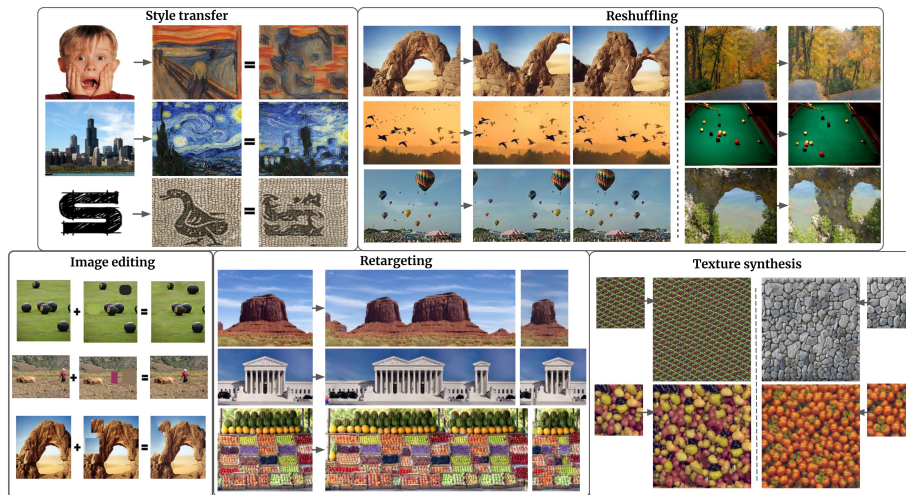 Style transfer
Reshuffling
Image editing
Retargeting
Texture synthesis